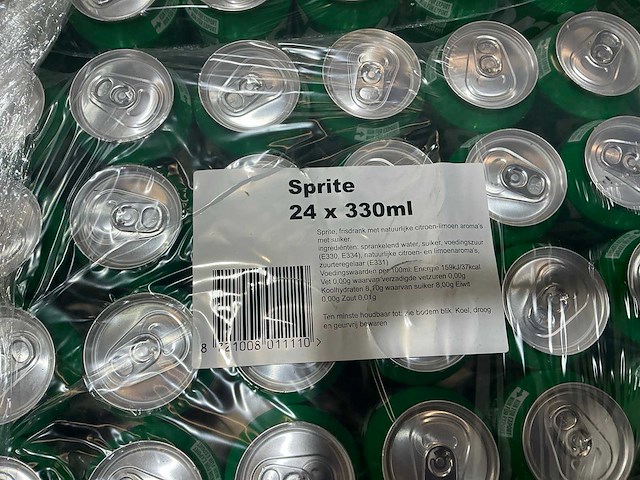 Sprite
24 x 330ml
Sprite, frisdrank met natuurlijke citroen-limoen aroma's
met suiker.
ingrediënten: sprankelend water, suiker, voedingszuur
(E330, E334), natuurlijke citroen- en limoenaroma's,
zuurteregelaar (E331)
Voedingswaarden per 100ml: Energie 159kJ/37kcal
Vet 0,00g waarvan verzadigde vetzuren 0,00g
Koolhydraten waarvan suiker 8,00g Eiwit
0,00g Zout 0,01g
Ten minste houdbaar tot: zie bodem blik. Koel, droog
en geurvrij bewaren
8 721008 011110 >